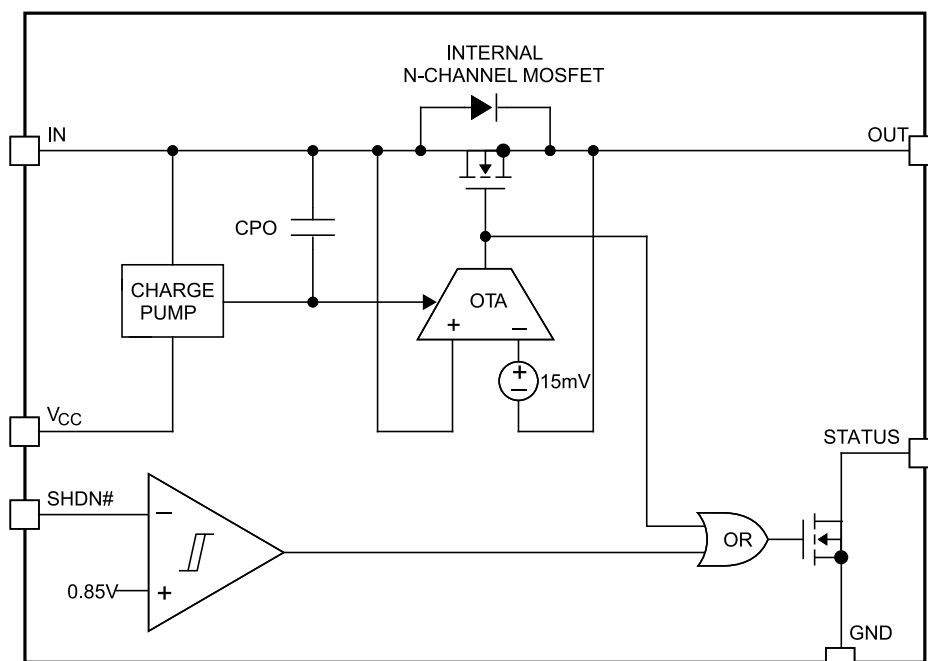 INTERNAL
N-CHANNEL MOSFET
IN
OUT
CPO
CHARGE
PUMP
OTA
+
−
+
−
15mV
VCC
STATUS
SHDN#
−
OR
0.85V
+
GND